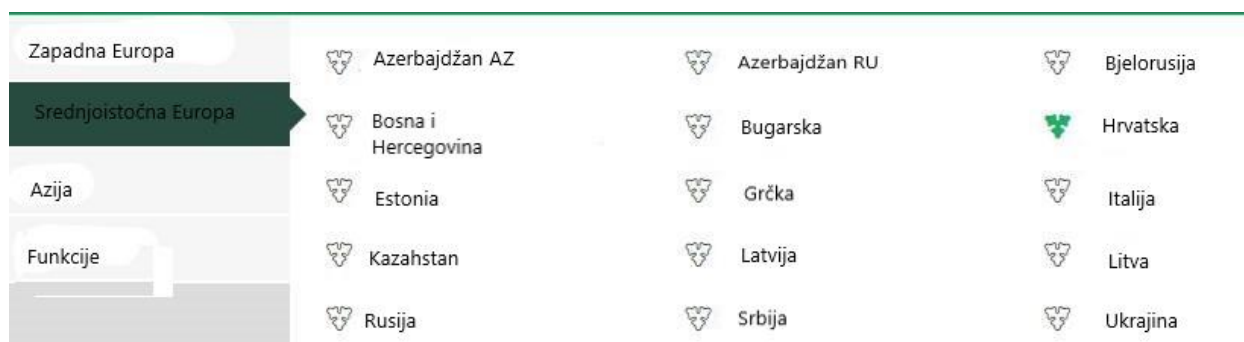 Zapadna Europa
Srednjoistočna Europa
Azija
Funkcije
Azerbajdžan AZ
Azerbajdžan RU
Bjelorusija
Bosna i
Hercegovina
Bugarska
Hrvatska
Estonia
Grčka
Italija
Kazahstan
Latvija
Litva
Rusija
Srbija
Ukrajina